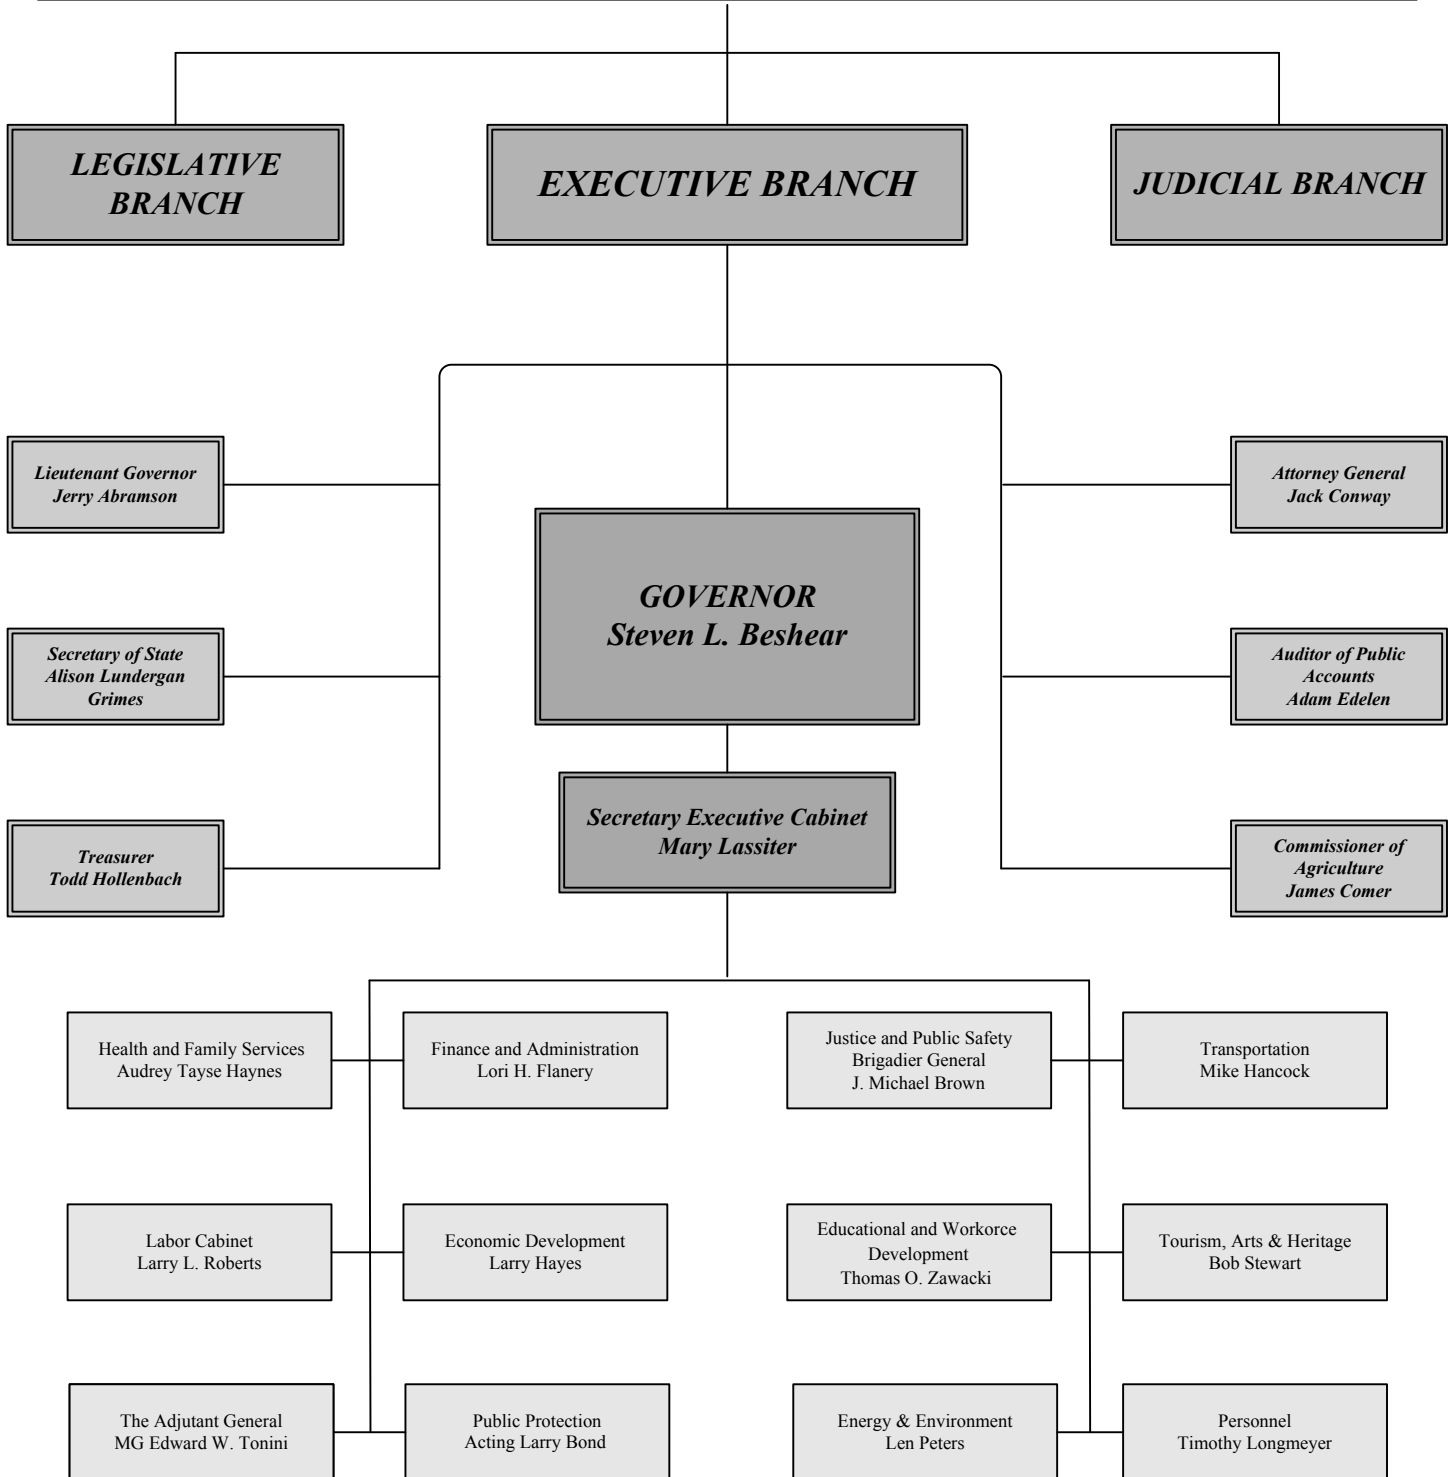 LEGISLATIVE
BRANCH
EXECUTIVE BRANCH
JUDICIAL BRANCH
Lieutenant Governor
Jerry Abramson
Attorney General
Jack Conway
GOVERNOR
Steven L. Beshear
Secretary of State
Alison Lundergan
Grimes
Auditor of Public
Accounts
Adam Edelen
Secretary Executive Cabinet
Mary Lassiter
Treasurer
Todd Hollenbach
Commissioner of
Agriculture
James Comer
Health and Family Services
Audrey Tayse Haynes
Finance and Administration
Lori H. Flanery
Justice and Public Safety
Brigadier General
J. Michael Brown
Transportation
Mike Hancock
Labor Cabinet
Larry L. Roberts
Economic Development
Larry Hayes
Educational and Workorce
Development
Thomas O. Zawacki
Tourism, Arts & Heritage
Bob Stewart
The Adjutant General
MG Edward W. Tonini
Public Protection
Acting Larry Bond
Energy & Environment
Len Peters
Personnel
Timothy Longmeyer